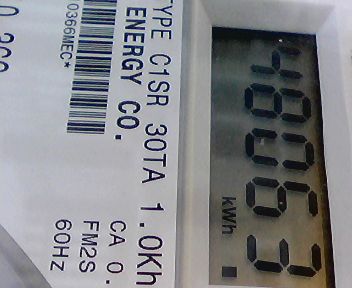 48063
kWh
TYPE C1SR 30TA 1.0Kh
ENERGY CO.
CA 0.
FM2S
60Hz
0366MEC*